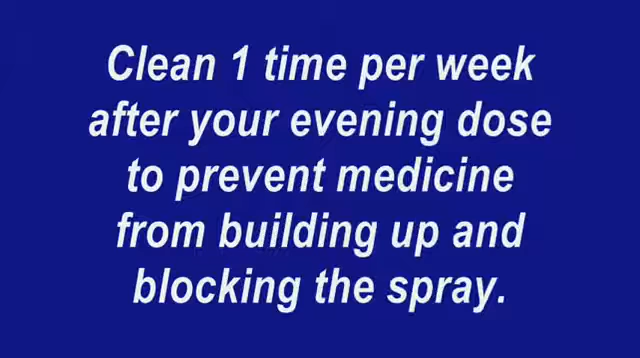 Clean 1 time per week
after your evening dose
to prevent medicine
from building up and
blocking the spray.